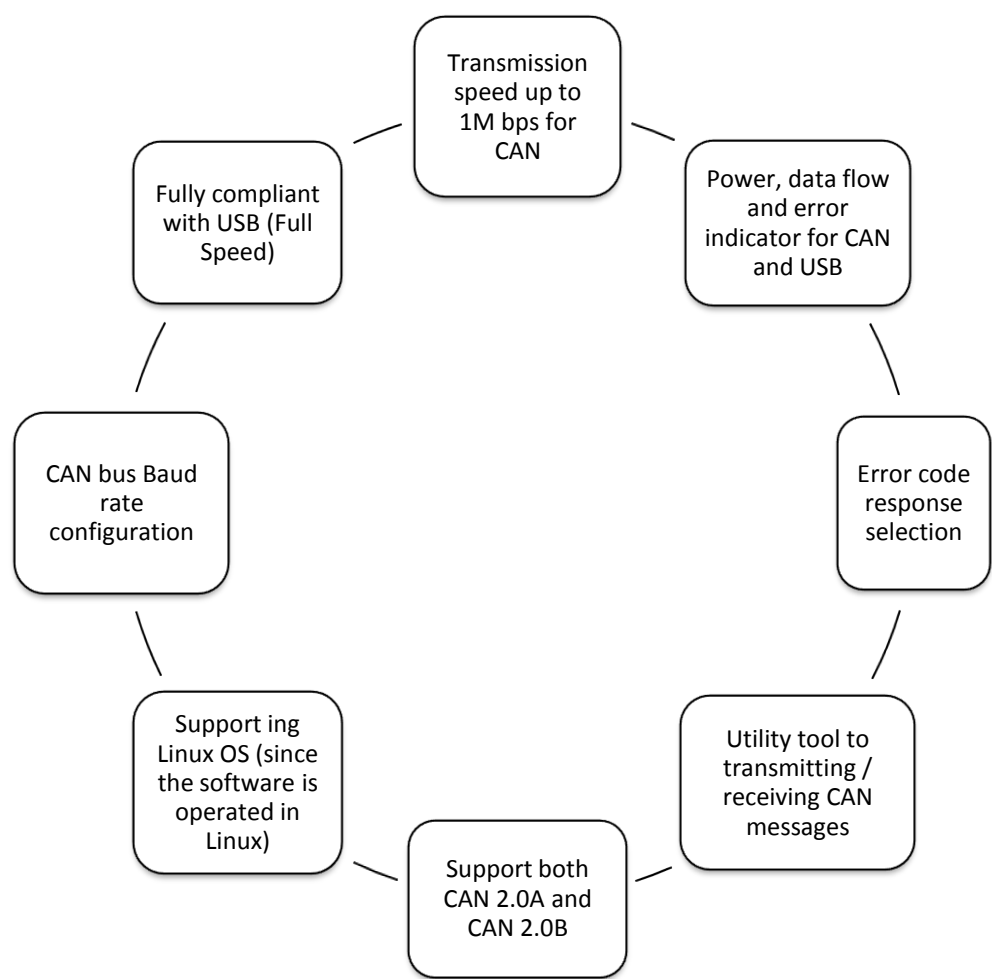 Transmission
speed up to
1M bps for
CAN
Power, data flow
and error
indicator for CAN
and USB
Error code
response
selection
Utility tool to
transmitting /
receiving CAN
messages
Support both
CAN 2.0A and
CAN 2.0B
Support ing
Linux OS (since
the software is
operated in
Linux)
CAN bus Baud
rate
configuration
Fully compliant
with USB (Full
Speed)